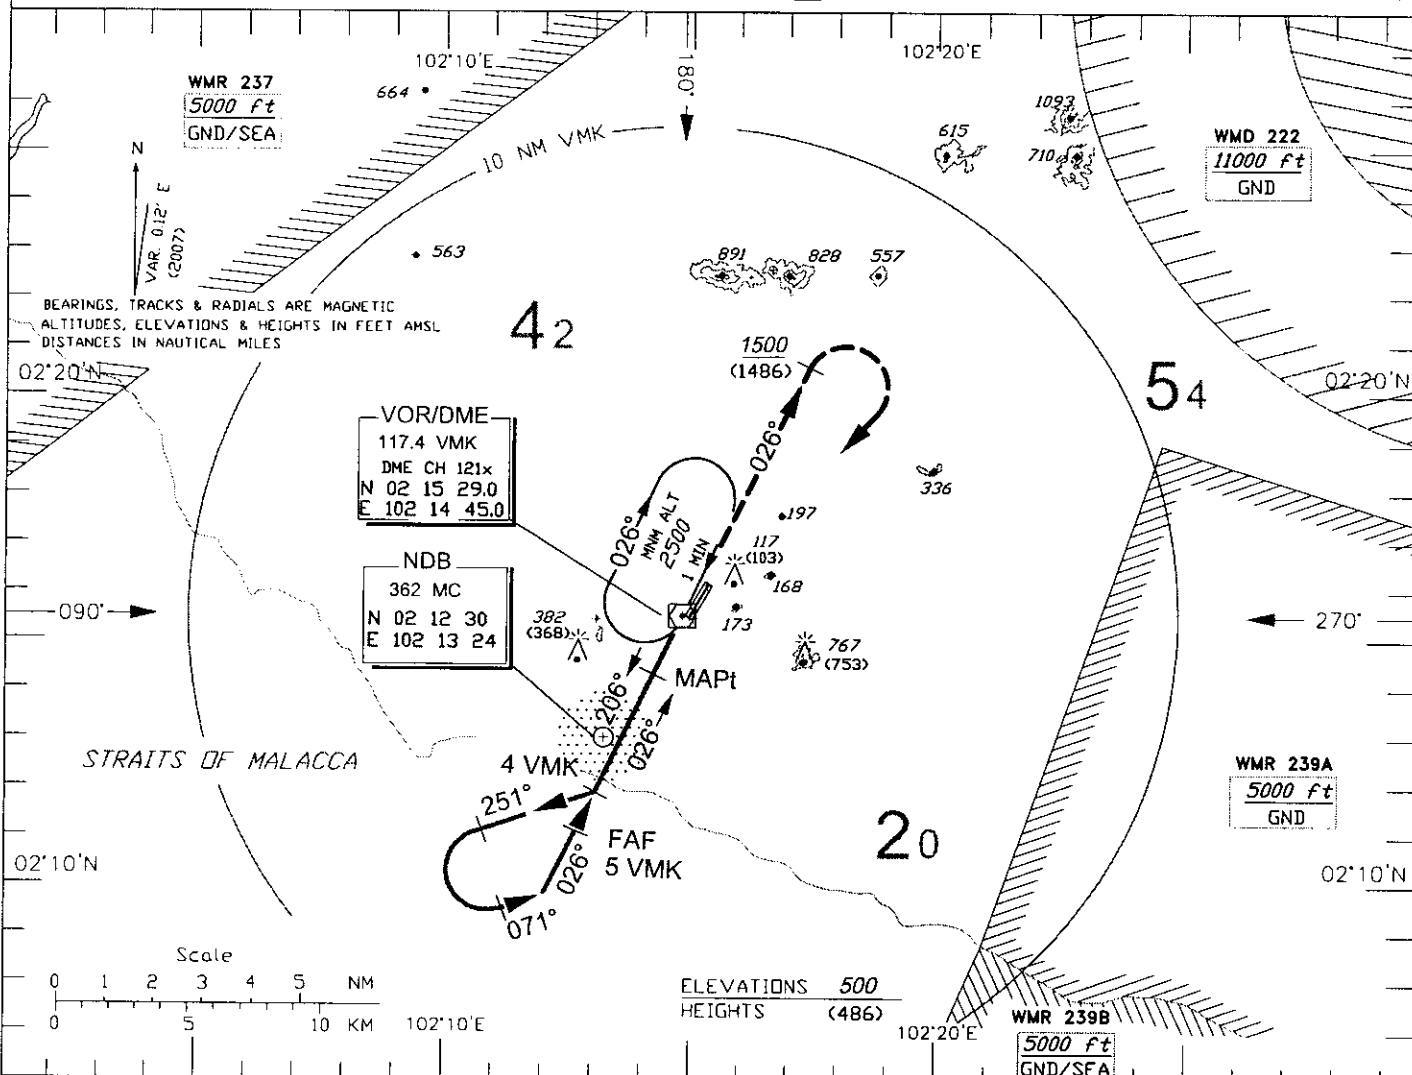 102°10'E
180°
102°20'E
WMR 237
5000 ft
GND/SEA
664
1093
615
710
WMD 222
11000 ft
GND
10 NM VMK
N
VAR. 0.12' E
(2007)
563
891
828
557
BEARINGS, TRACKS & RADIALS ARE MAGNETIC
ALTITUDES, ELEVATIONS & HEIGHTS IN FEET AMSL
DISTANCES IN NAUTICAL MILES
42
1500
(1486)
02°20'N
54
02°20'N
VOR/DME
117.4 VMK
DME CH 121x
N 02 15 29.0
E 102 14 45.0
026°
026°
MNM ALT
2500
1 MIN
336
197
117
(103)
168
NDB
362 MC
N 02 12 30
E 102 13 24
090°
382
(368)
173
270°
767
(753)
MAPt
206°
026°
STRAITS OF MALACCA
4 VMK
251°
WMR 239A
5000 ft
GND
20
FAF
5 VMK
026°
02°10'N
02°10'N
071°
Scale
0 1 2 3 4 5 NM
0 5 10 KM
102°10'E
ELEVATIONS 500
HEIGHTS (486)
102°20'E
WMR 239B
5000 ft
GND/SEA